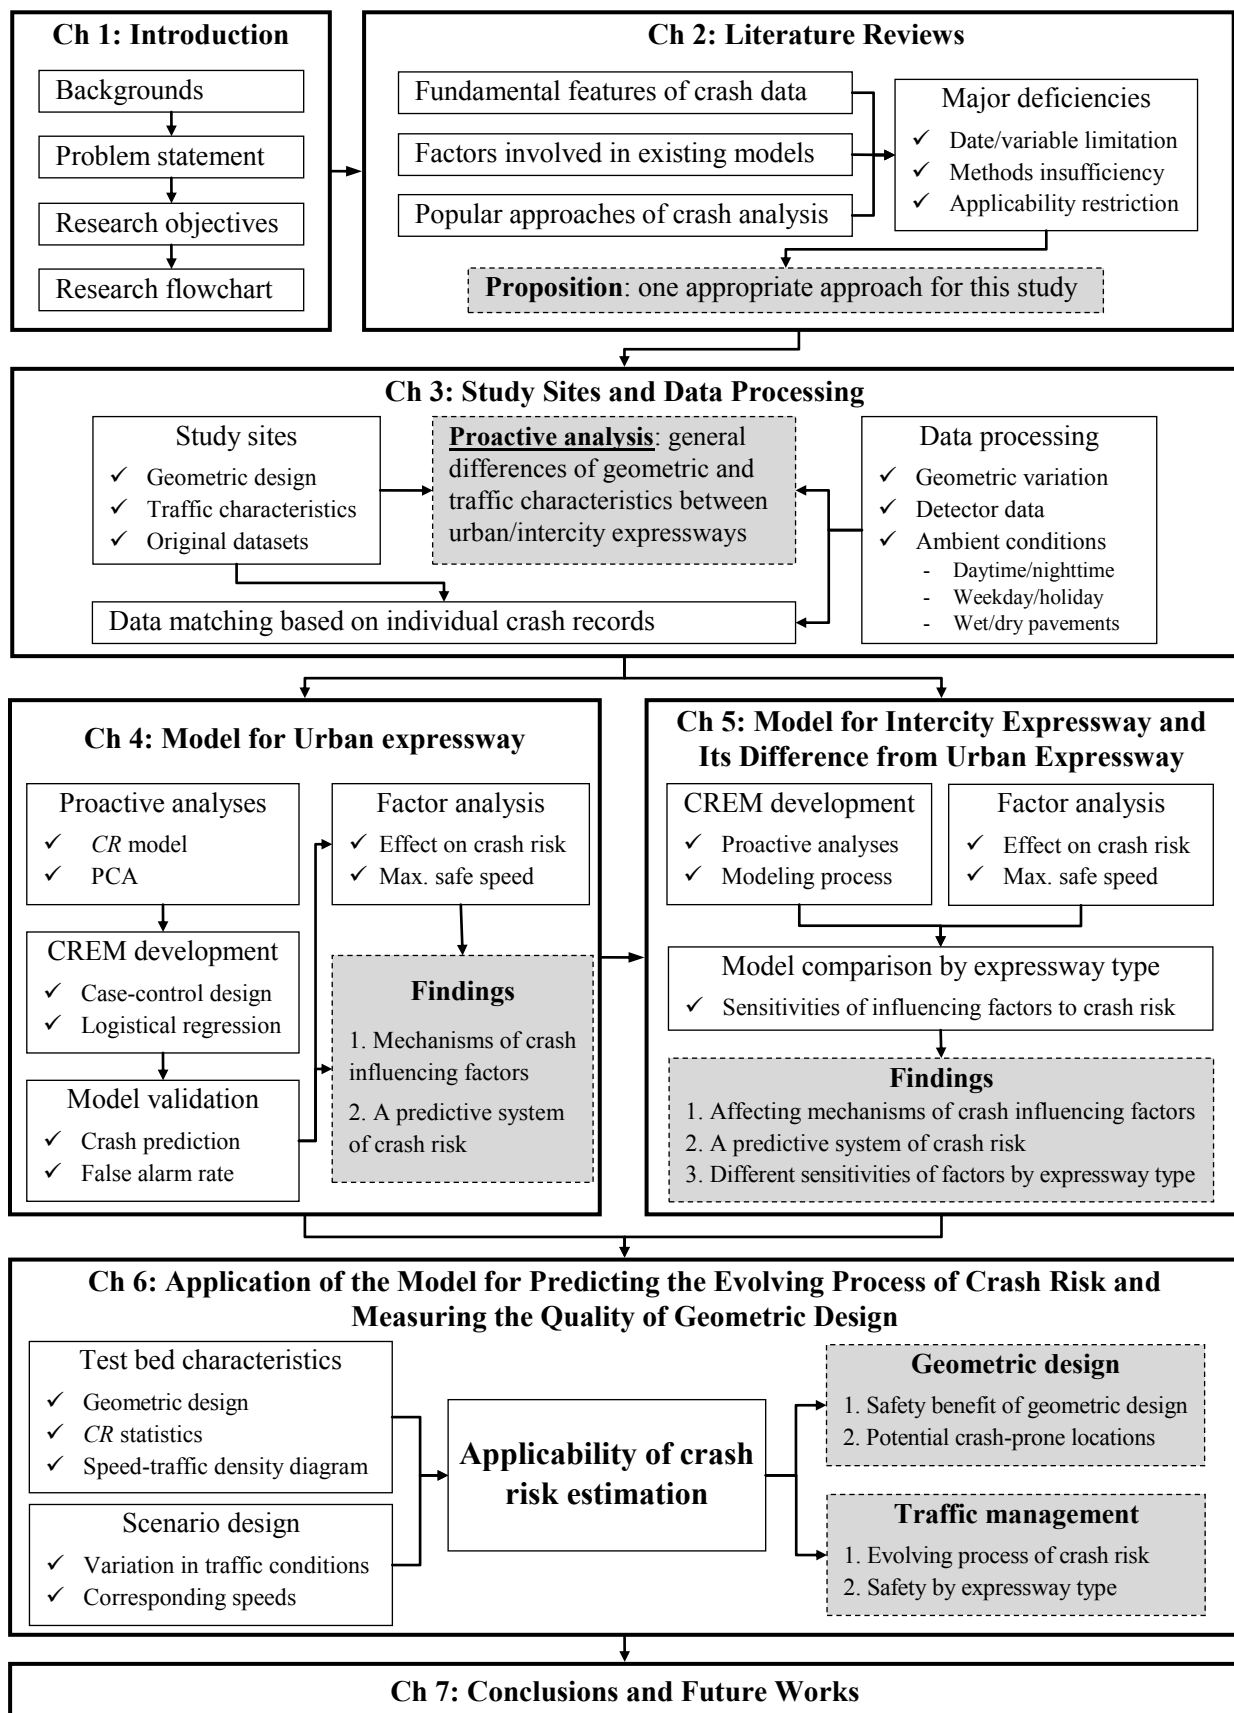 Ch 1: Introduction
Backgrounds
Problem statement
Research objectives
Research flowchart
Ch 2: Literature Reviews
Fundamental features of crash data
Factors involved in existing models
Popular approaches of crash analysis
Major deficiencies
✓ Date/variable limitation
✓ Methods insufficiency
✓ Applicability restriction
Proposition: one appropriate approach for this study
Ch 3: Study Sites and Data Processing
Study sites
✓ Geometric design
✓ Traffic characteristics
✓ Original datasets
Proactive analysis: general
differences of geometric and
traffic characteristics between
urban/intercity expressways
Data processing
✓ Geometric variation
✓ Detector data
✓ Ambient conditions
- Daytime/nighttime
- Weekday/holiday
- Wet/dry pavements
Data matching based on individual crash records
Ch 4: Model for Urban expressway
Proactive analyses
✓ CR model
✓ PCA
CREM development
✓ Case-control design
✓ Logistical regression
Model validation
✓ Crash prediction
✓ False alarm rate
Factor analysis
✓ Effect on crash risk
✓ Max. safe speed
Findings
1. Mechanisms of crash
influencing factors
2. A predictive system
of crash risk
Ch 5: Model for Intercity Expressway and
Its Difference from Urban Expressway
CREM development
✓ Proactive analyses
✓ Modeling process
Factor analysis
✓ Effect on crash risk
✓ Max. safe speed
Model comparison by expressway type
✓ Sensitivities of influencing factors to crash risk
Findings
1. Affecting mechanisms of crash influencing factors
2. A predictive system of crash risk
3. Different sensitivities of factors by expressway type
Ch 6: Application of the Model for Predicting the Evolving Process of Crash Risk and
Measuring the Quality of Geometric Design
Test bed characteristics
✓ Geometric design
✓ CR statistics
✓ Speed-traffic density diagram
Scenario design
✓ Variation in traffic conditions
✓ Corresponding speeds
Applicability of crash
risk estimation
Geometric design
1. Safety benefit of geometric design
2. Potential crash-prone locations
Traffic management
1. Evolving process of crash risk
2. Safety by expressway type
Ch 7: Conclusions and Future Works